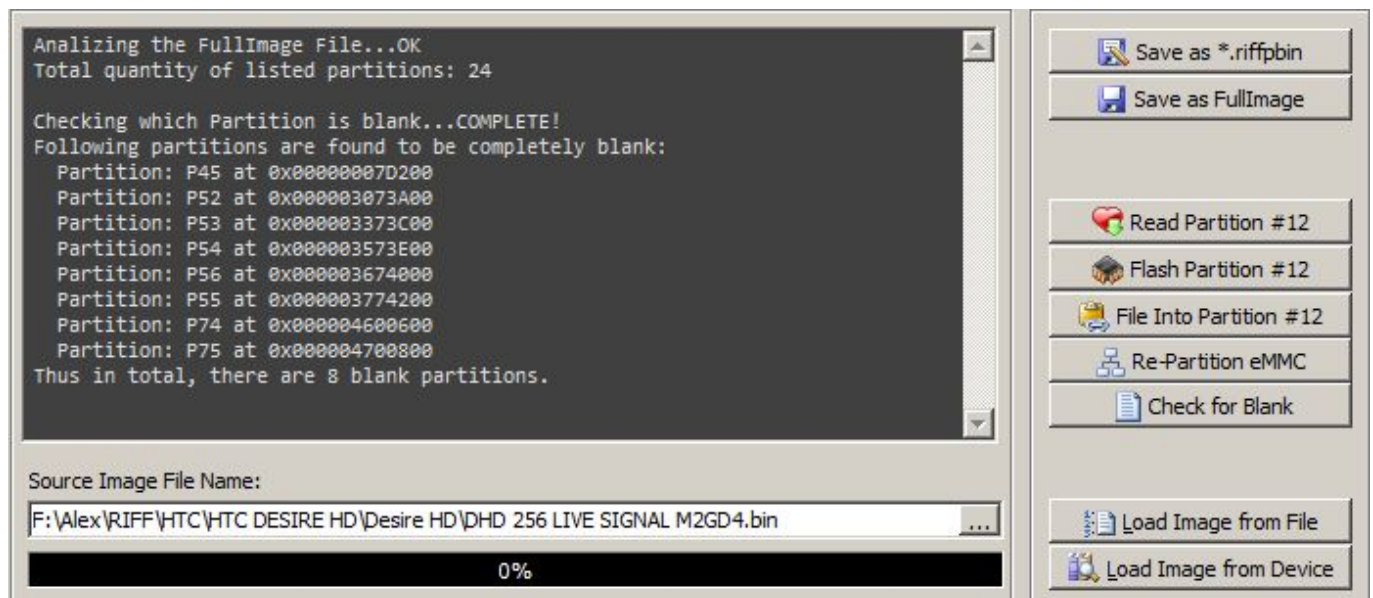 Analizing the FullImage File...OK
Total quantity of listed partitions: 24
Checking which Partition is blank...COMPLETE!
Following partitions are found to be completely blank:
Partition: P45 at 0x00000007D200
Partition: P52 at 0x000003073A00
Partition: P53 at 0x000003373C00
Partition: P54 at 0x000003573E00
Partition: P56 at 0x000003674000
Partition: P55 at 0x000003774200
Partition: P74 at 0x000004600600
Partition: P75 at 0x000004700800
Thus in total, there are 8 blank partitions.
Source Image File Name:
F:\Alex\RIFF\HTC\HTC DESIRE HD\Desire HD\DHD 256 LIVE SIGNAL M2GD4.bin
...
0%
Save as *.riffpbin
Save as FullImage
Read Partition #12
Flash Partition #12
File Into Partition #12
Re-Partition eMMC
Check for Blank
Load Image from File
Load Image from Device